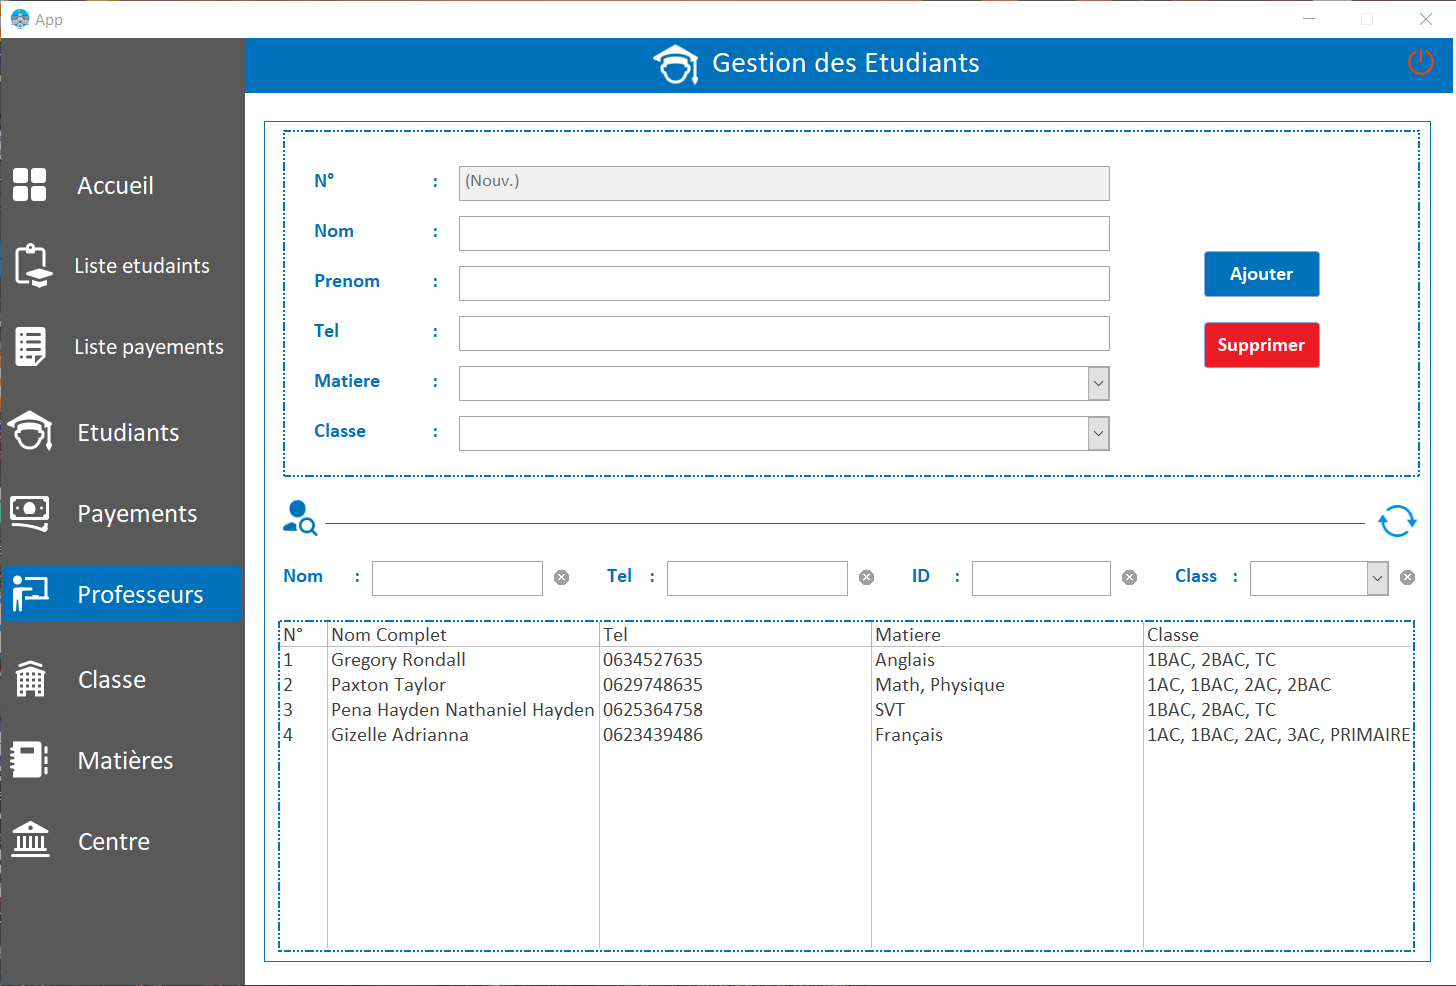 App
Gestion des Etudiants
Accueil
Liste etudaints
Liste payements
Etudiants
Payements
Professeurs
Classe
Matières
Centre
N° : (Nouv.)
Nom :
Prenom :
Tel :
Matiere :
Classe :
Ajouter
Supprimer
Nom : Tel : ID : Class :
N° Nom Complet Tel Matiere Classe
1 Gregory Rondall 0634527635 Anglais 1BAC, 2BAC, TC
2 Paxton Taylor 0629748635 Math, Physique 1AC, 1BAC, 2AC, 2BAC
3 Pena Hayden Nathaniel Hayden 0625364758 SVT 1BAC, 2BAC, TC
4 Gizelle Adrianna 0623439486 Français 1AC, 1BAC, 2AC, 3AC, PRIMAIRE